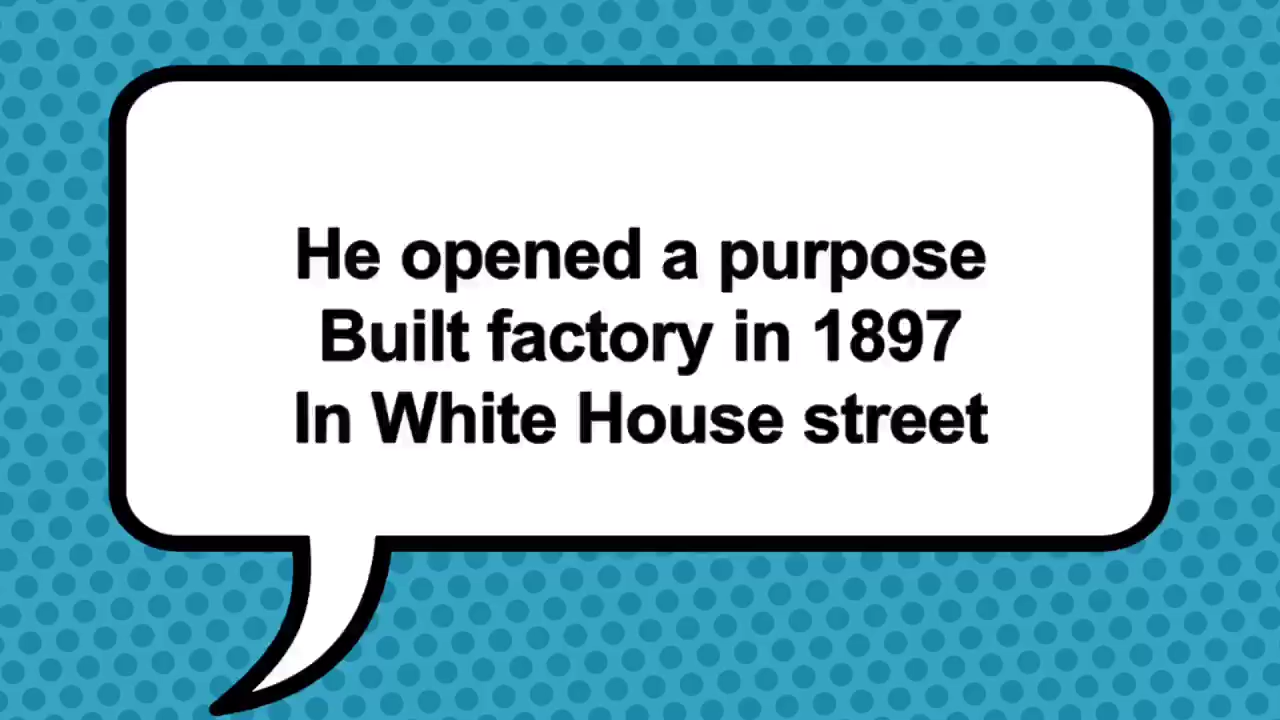 He opened a purpose
Built factory in 1897
In White House street